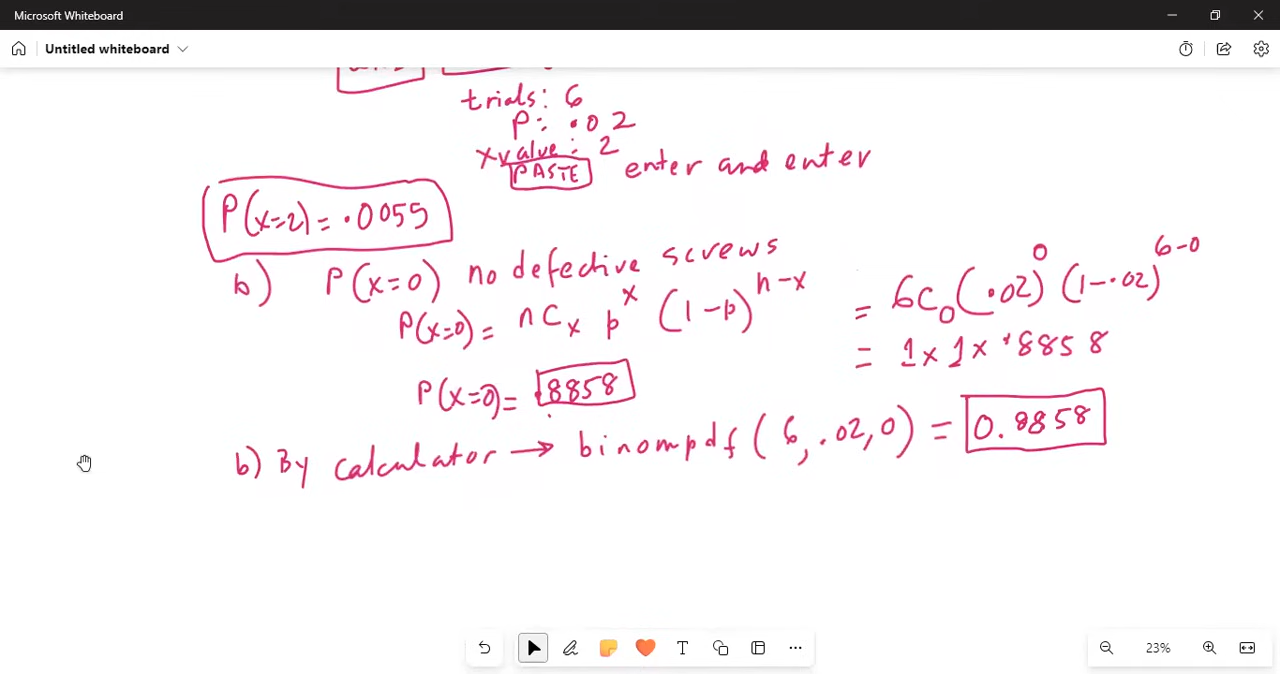 Microsoft Whiteboard
Untitled whiteboard
trials: 6
P: .02
xvalue: 2
PASTE enter and enter
P(x=2)=.0055
b) P(x=0) no defective screws
P(x=0)= nCx p^x (1-p)^n-x = 6C0 (.02)^0 (1-.02)^6-0
= 1 x 1 x .8858
P(x=0)= .8858
b) By calculator → binompdf (6, .02, 0) = 0.8858
23%